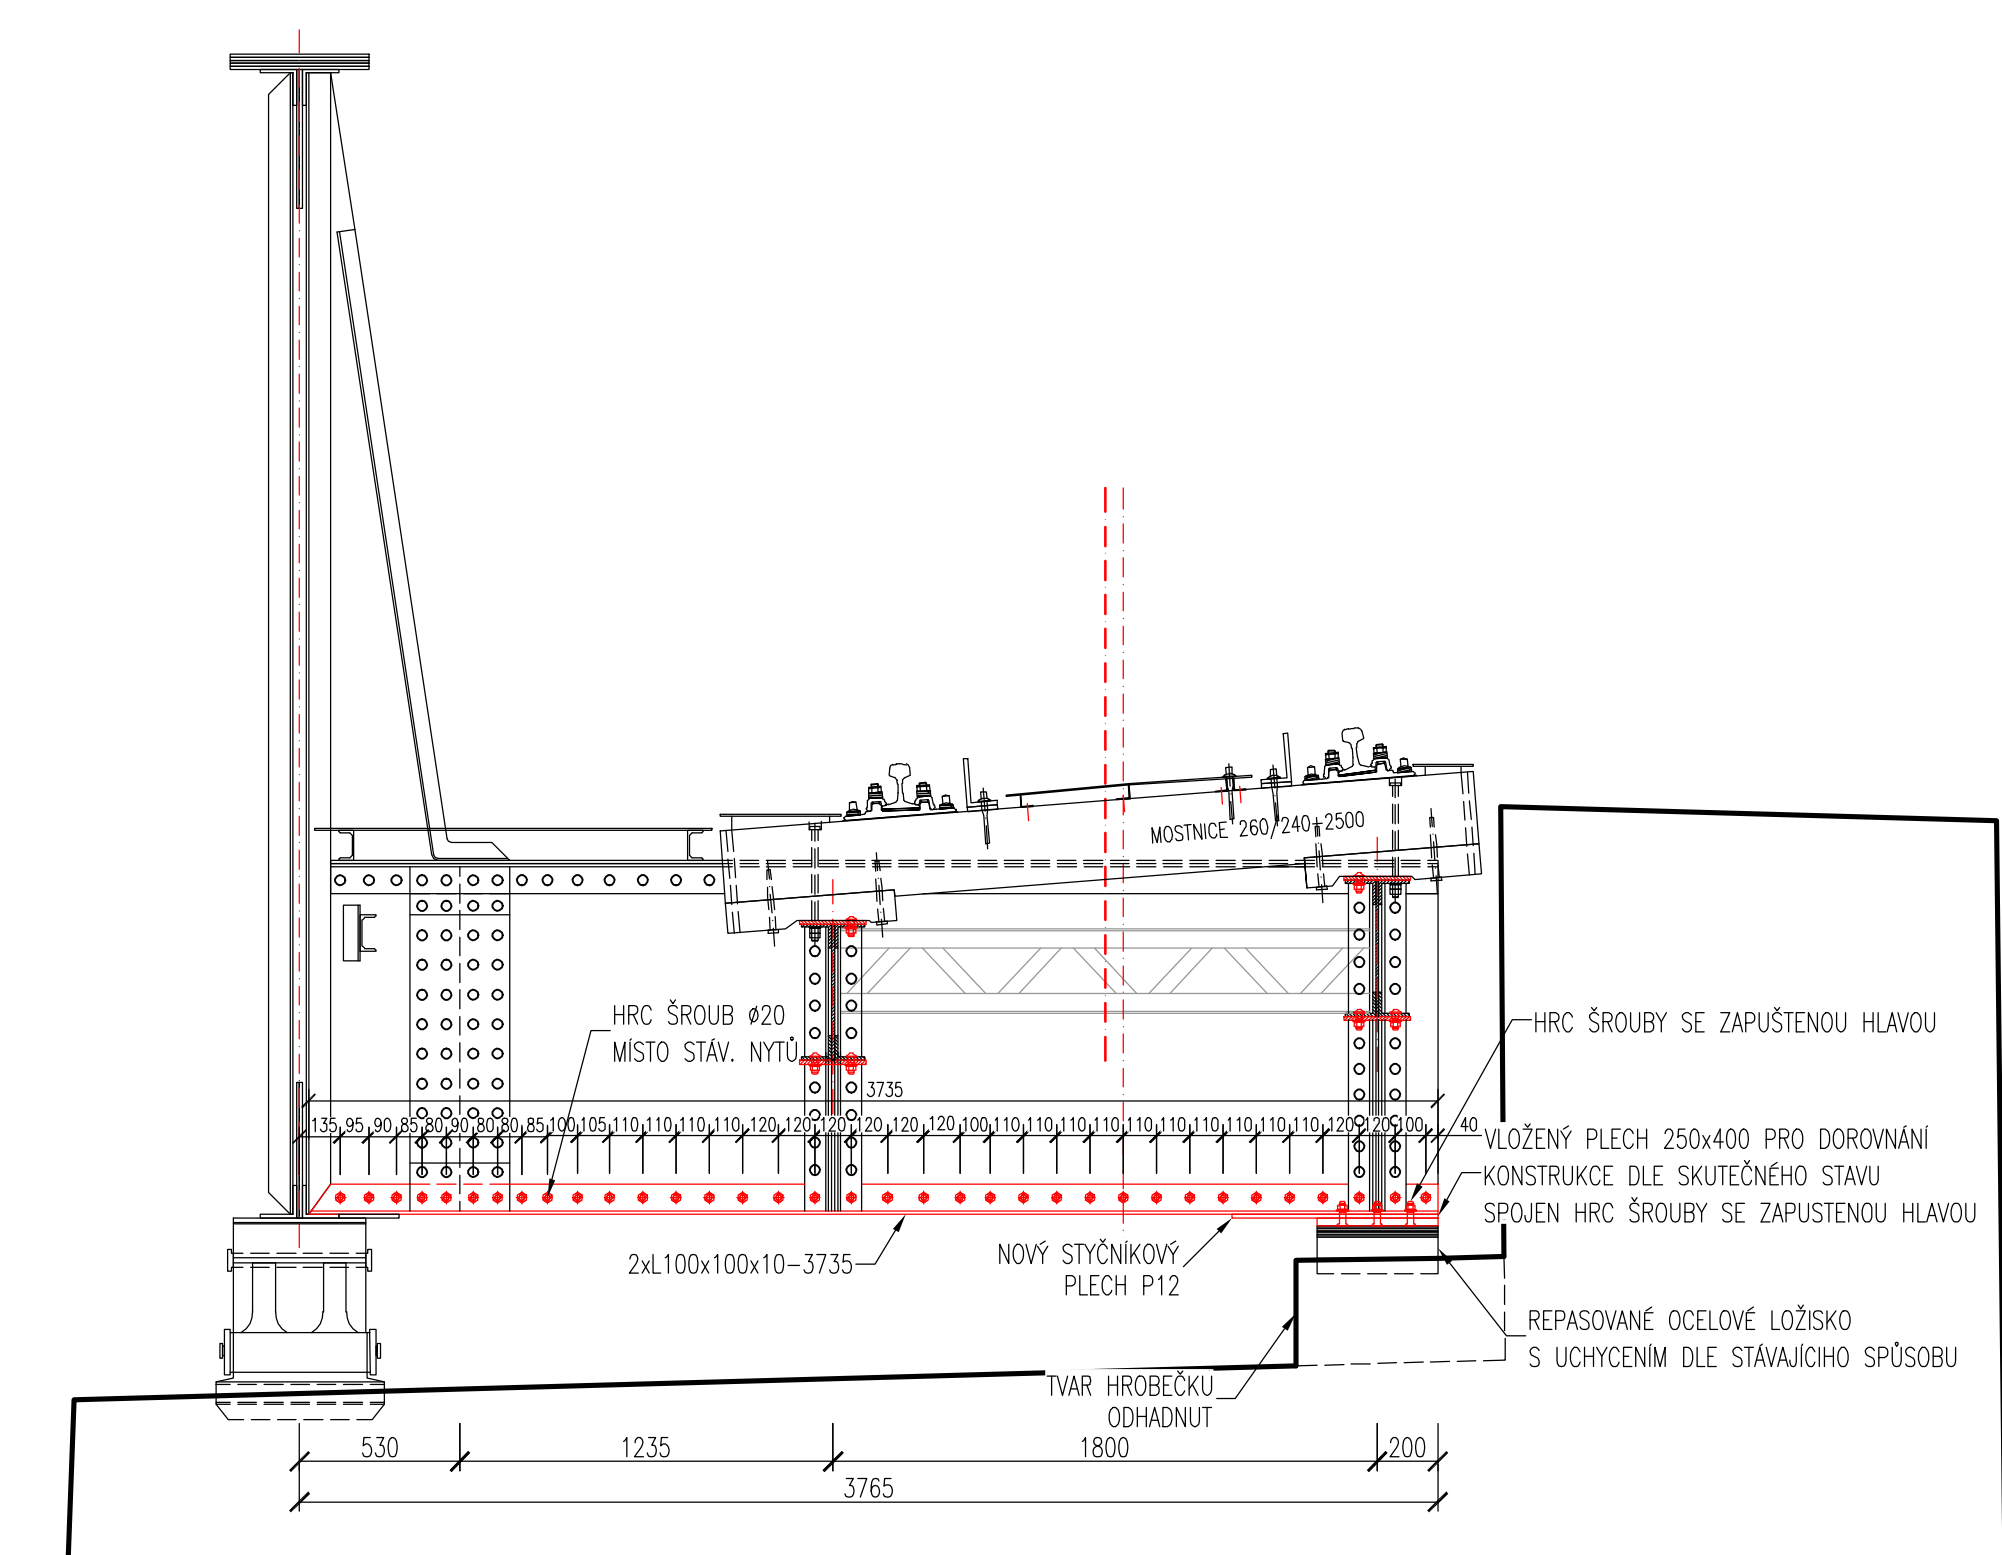 MOSTNICE 260/240-2500
HRC ŠROUB ø20
MÍSTO STÁV. NYTŮ
HRC ŠROUBY SE ZAPUŠTENOU HLAVOU
3735
135 95 90 85 80 90 80 80 85 100 105 110 110 110 110 120 120 120 120 120 120 100 110 110 110 110 110 110 110 110 110 110 120 120 100 40
VLOŽENÝ PLECH 250x400 PRO DOROVNÁNÍ
KONSTRUKCE DLE SKUTEČNÉHO STAVU
SPOJEN HRC ŠROUBY SE ZAPUSTENOU HLAVOU
2xL100x100x10-3735
NOVÝ STYČNÍKOVÝ
PLECH P12
REPASOVANÉ OCELOVÉ LOŽISKO
S UCHYCENÍM DLE STÁVAJÍCIHO SPŮSOBU
TVAR HROBEČKU
ODHADNUT
530 1235 1800 200
3765